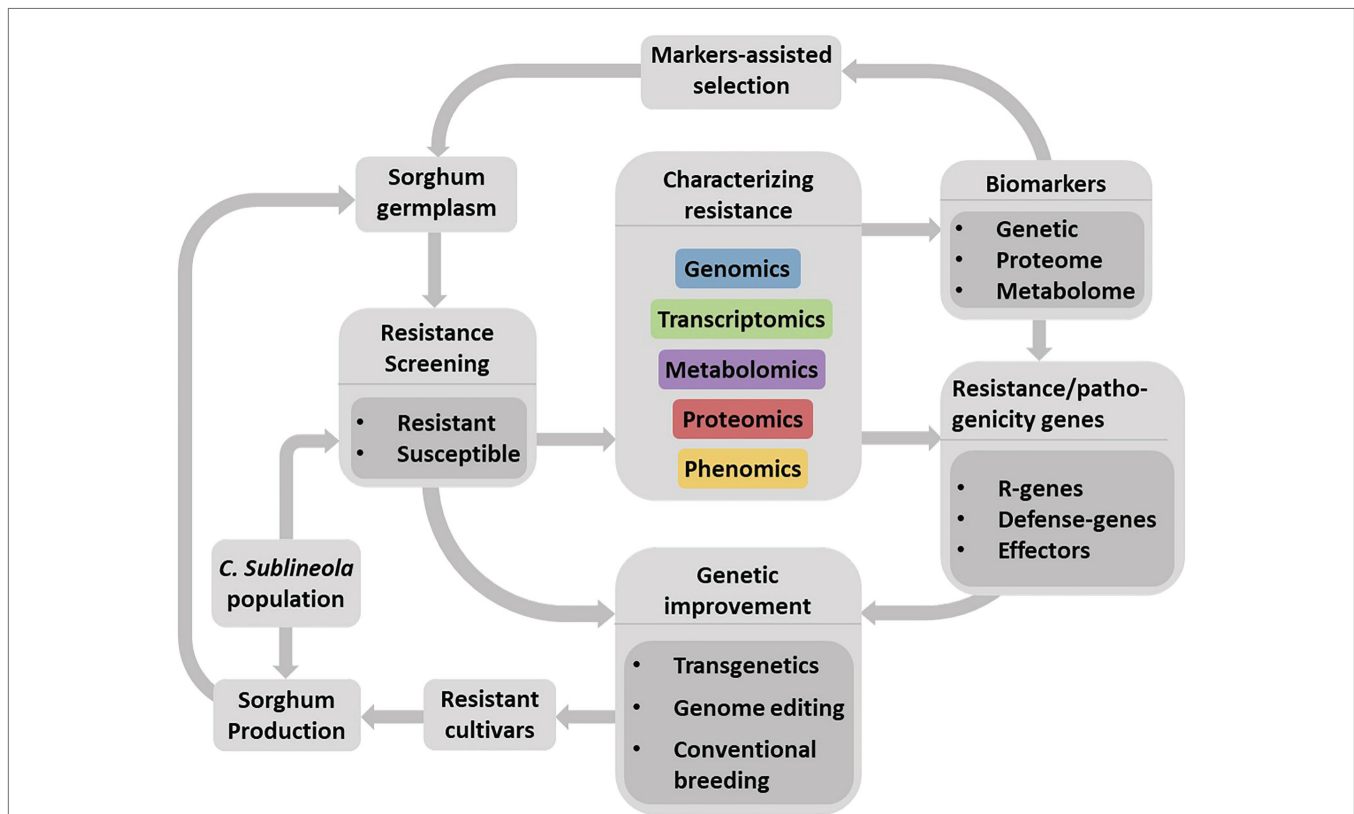 Markers-assisted
selection
Sorghum
germplasm
Characterizing
resistance
Genomics
Transcriptomics
Metabolomics
Proteomics
Phenomics
Biomarkers
• Genetic
• Proteome
• Metabolome
Resistance
Screening
• Resistant
• Susceptible
Resistance/patho-
genicity genes
• R-genes
• Defense-genes
• Effectors
C. Sublineola
population
Genetic
improvement
• Transgenetics
• Genome editing
• Conventional
breeding
Sorghum
Production
Resistant
cultivars